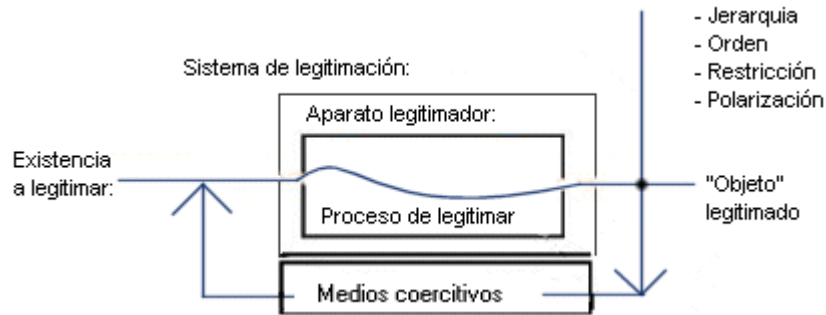 - Jerarquia
- Orden
- Restricción
- Polarización
Sistema de legitimación:
Aparato legitimador:
Existencia
a legitimar:
Proceso de legitimar
"Objeto"
legitimado
Medios coercitivos